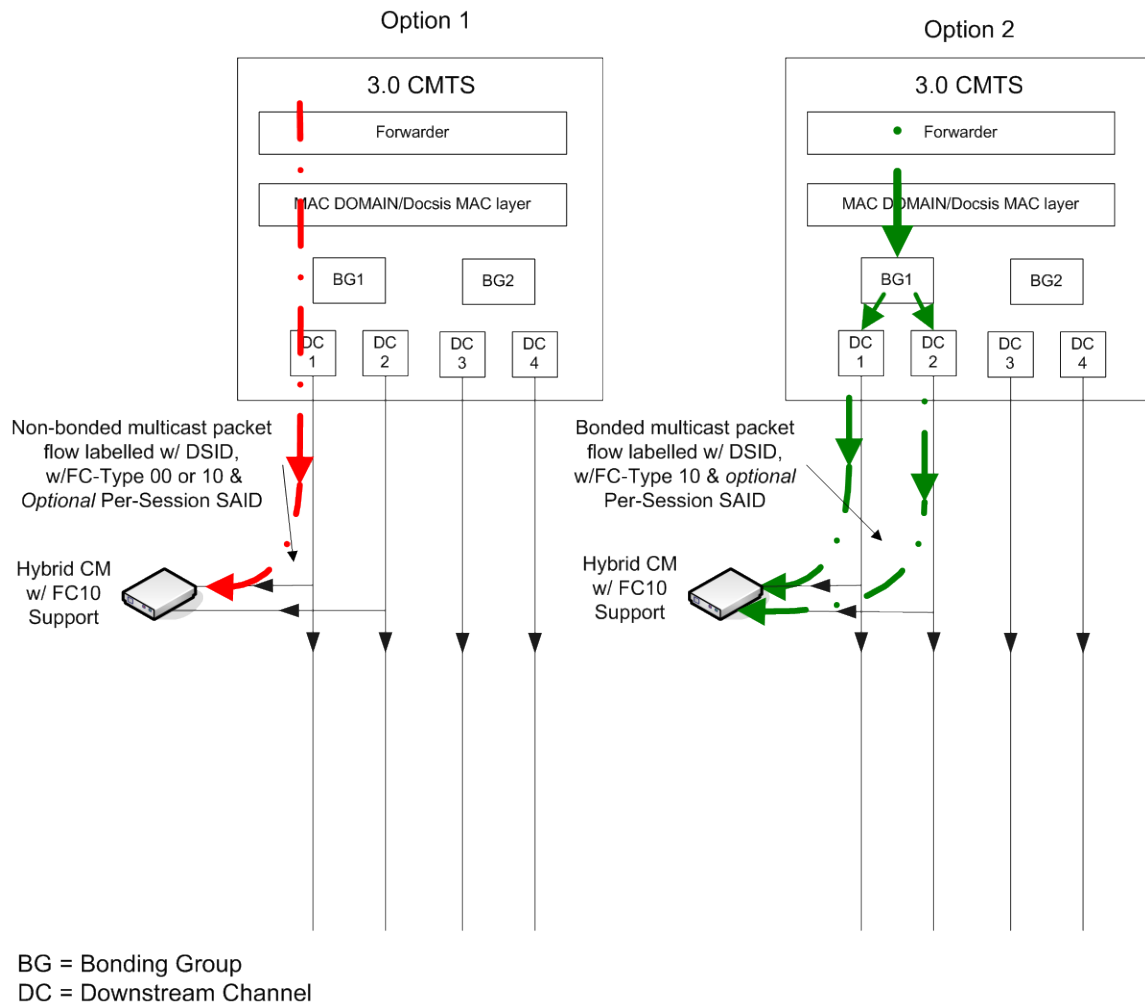 Option 1
3.0 CMTS
Forwarder
MAC DOMAIN/Docsis MAC layer
BG1
BG2
DC
1
DC
2
DC
3
DC
4
Non-bonded multicast packet
flow labelled w/ DSID,
w/FC-Type 00 or 10 &
Optional Per-Session SAID
Hybrid CM
w/ FC10
Support
Option 2
3.0 CMTS
Forwarder
MAC DOMAIN/Docsis MAC layer
BG1
BG2
DC
1
DC
2
DC
3
DC
4
Bonded multicast packet
flow labelled w/ DSID,
w/FC-Type 10 & optional
Per-Session SAID
Hybrid CM
w/ FC10
Support
BG = Bonding Group
DC = Downstream Channel